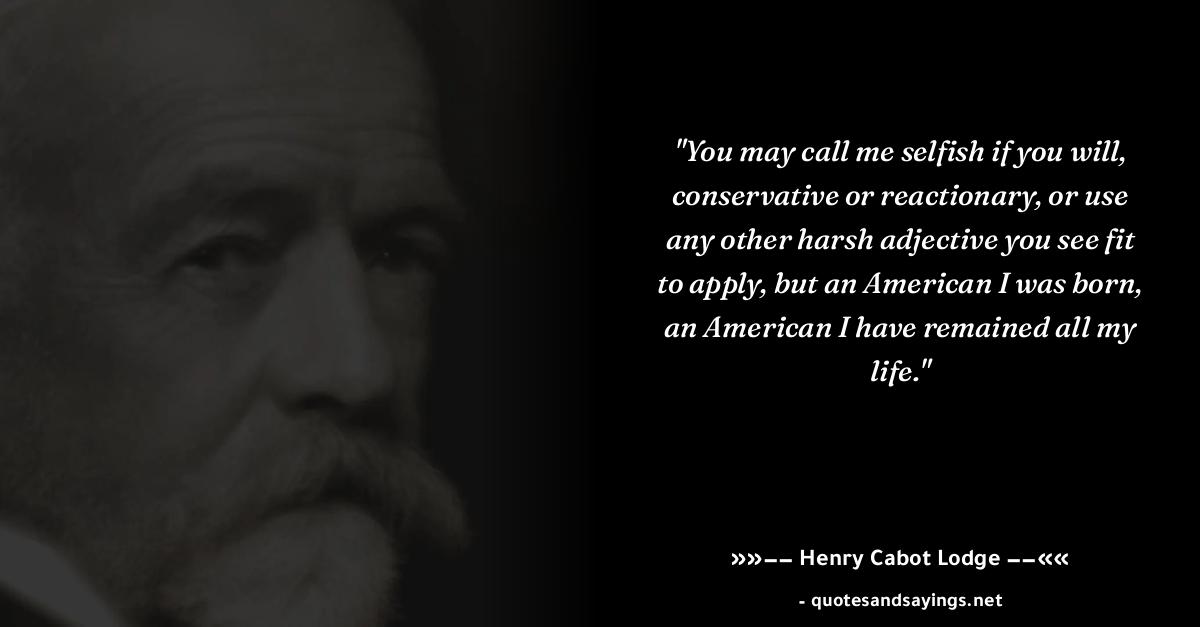 "You may call me selfish if you will,
conservative or reactionary, or use
any other harsh adjective you see fit
to apply, but an American I was born,
an American I have remained all my
life."
»»–– Henry Cabot Lodge ––««
- quotesandsayings.net